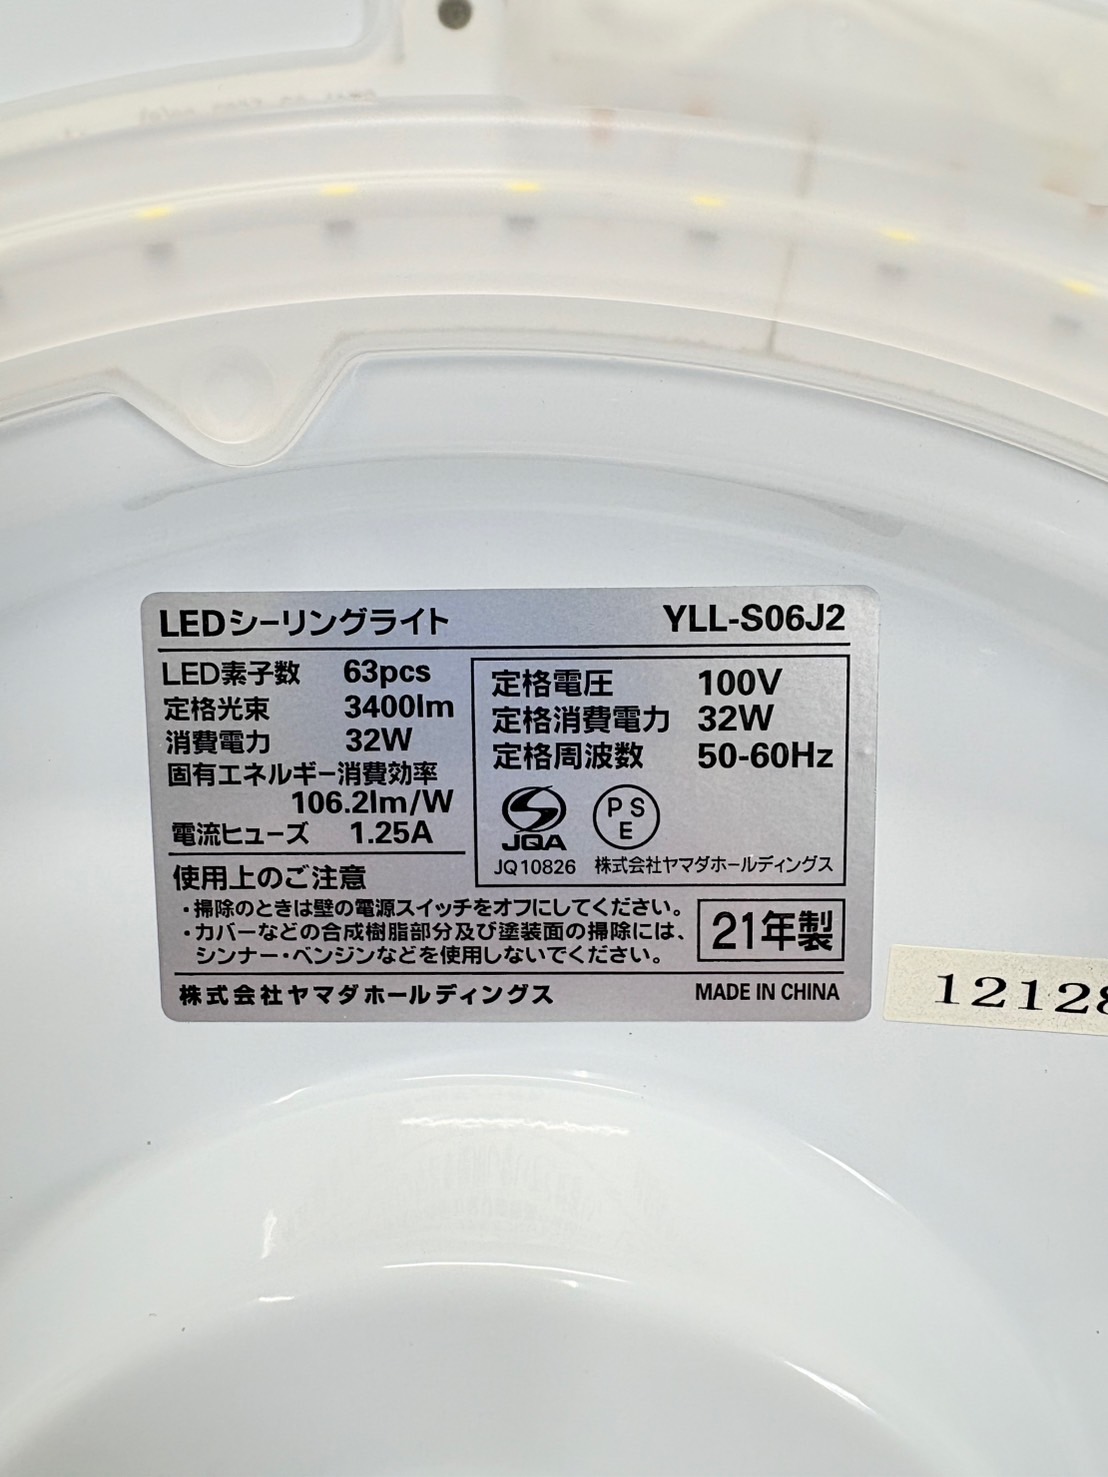 LEDシーリングライト YLL-S06J2
LED素子数 63pcs
定格光束 3400lm
消費電力 32W
固有エネルギー消費効率
106.2lm/W
電流ヒューズ 1.25A
定格電圧 100V
定格消費電力 32W
定格周波数 50-60Hz
JQA
PS
E
JQ10826 株式会社ヤマダホールディングス
使用上のご注意
・掃除のときは壁の電源スイッチをオフにしてください。
・カバーなどの合成樹脂部分及び塗装面の掃除には、
シンナー・ベンジンなどを使用しないでください。
21年製
株式会社ヤマダホールディングス MADE IN CHINA
12128